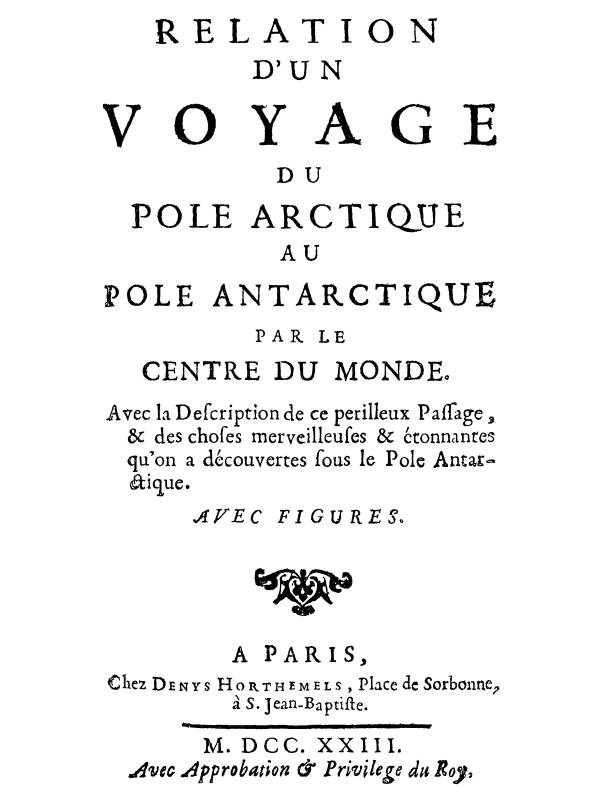 RELATION
D'UN
VOYAGE
DU
POLE ARCTIQUE
AU
POLE ANTARCTIQUE
PAR LE
CENTRE DU MONDE.
Avec la Deſcription de ce perilleux Paſſage,
& des choſes merveilleuſes & étonnantes
qu'on a découvertes ſous le Pole Antar-
ctique.
AVEC FIGURES.
A PARIS,
Chez DENYS HORTHEMELS, Place de Sorbonne,
à S. Jean-Baptiſte.
M. DCC. XXIII.
Avec Approbation & Privilege du Roy,